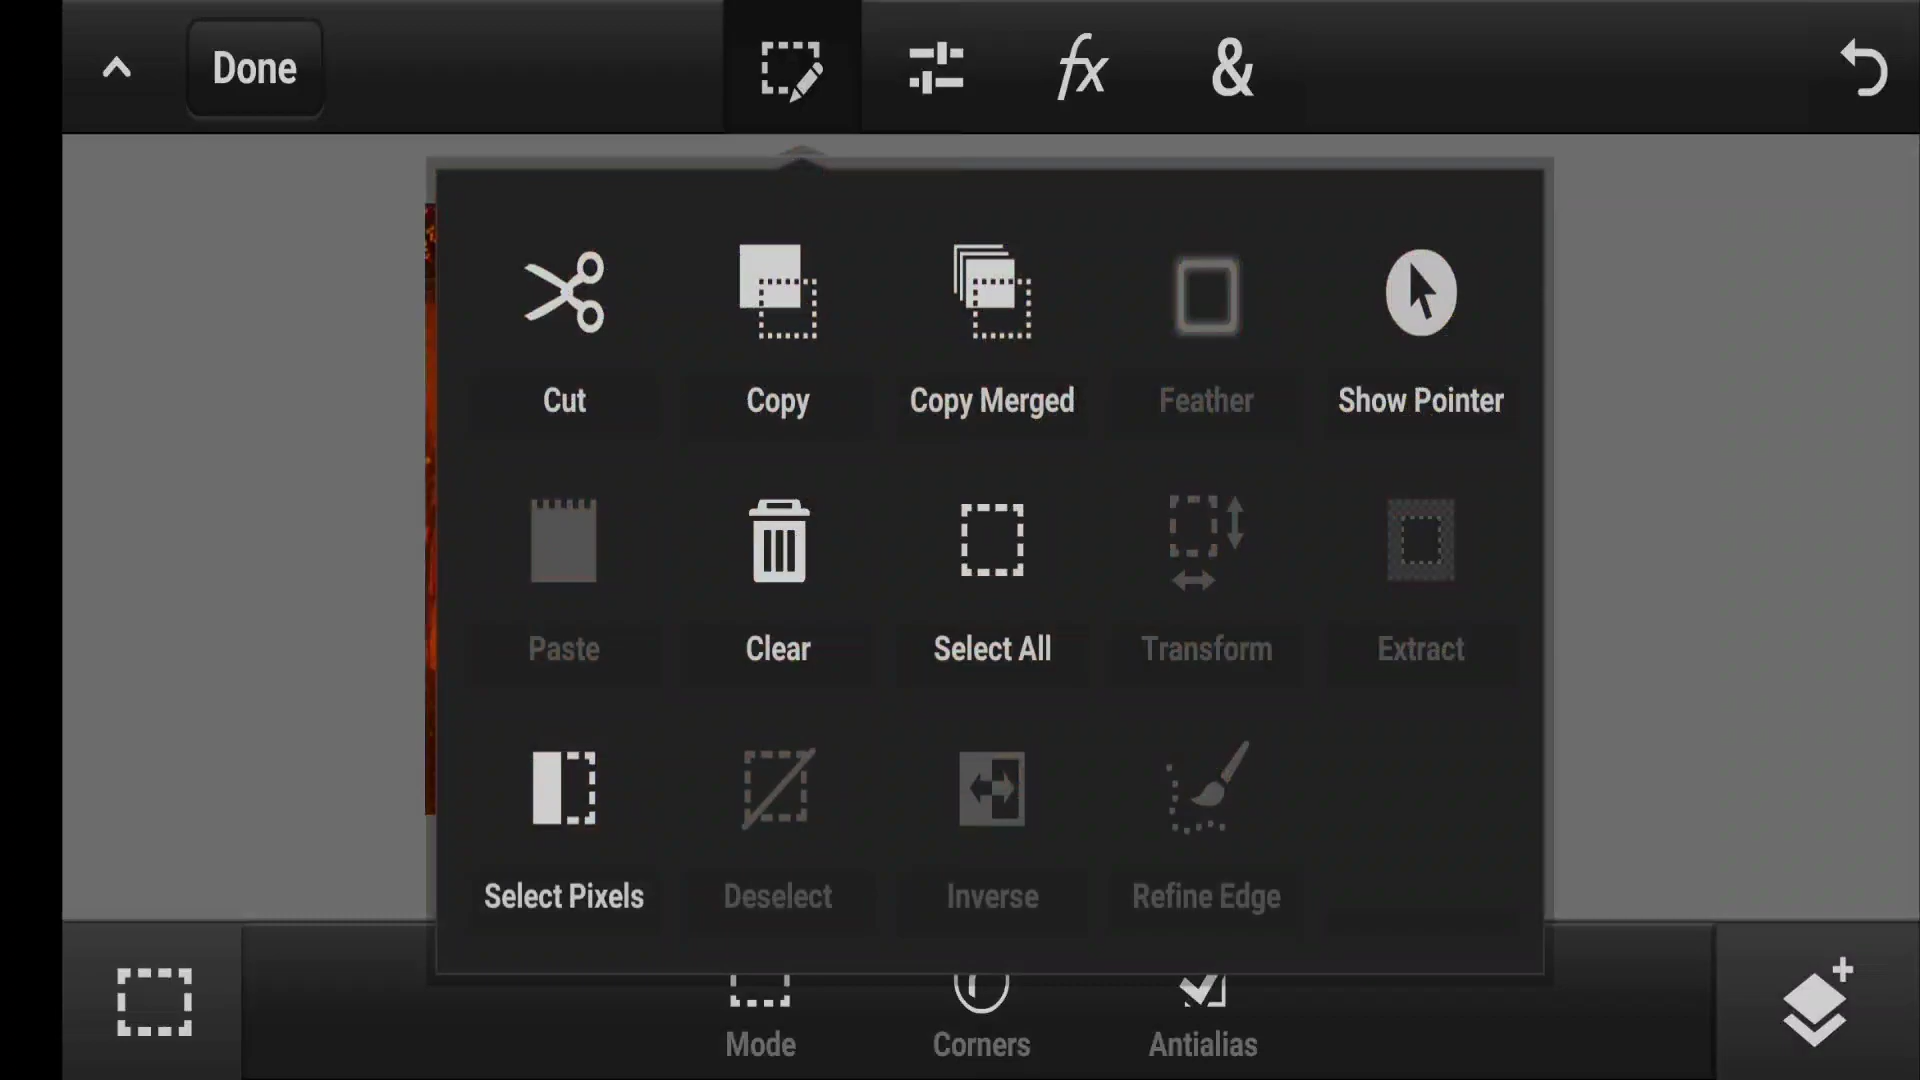 Done
fx
&
Cut
Copy
Copy Merged
Feather
Show Pointer
Paste
Clear
Select All
Transform
Extract
Select Pixels
Deselect
Inverse
Refine Edge
Mode
Corners
Antialias